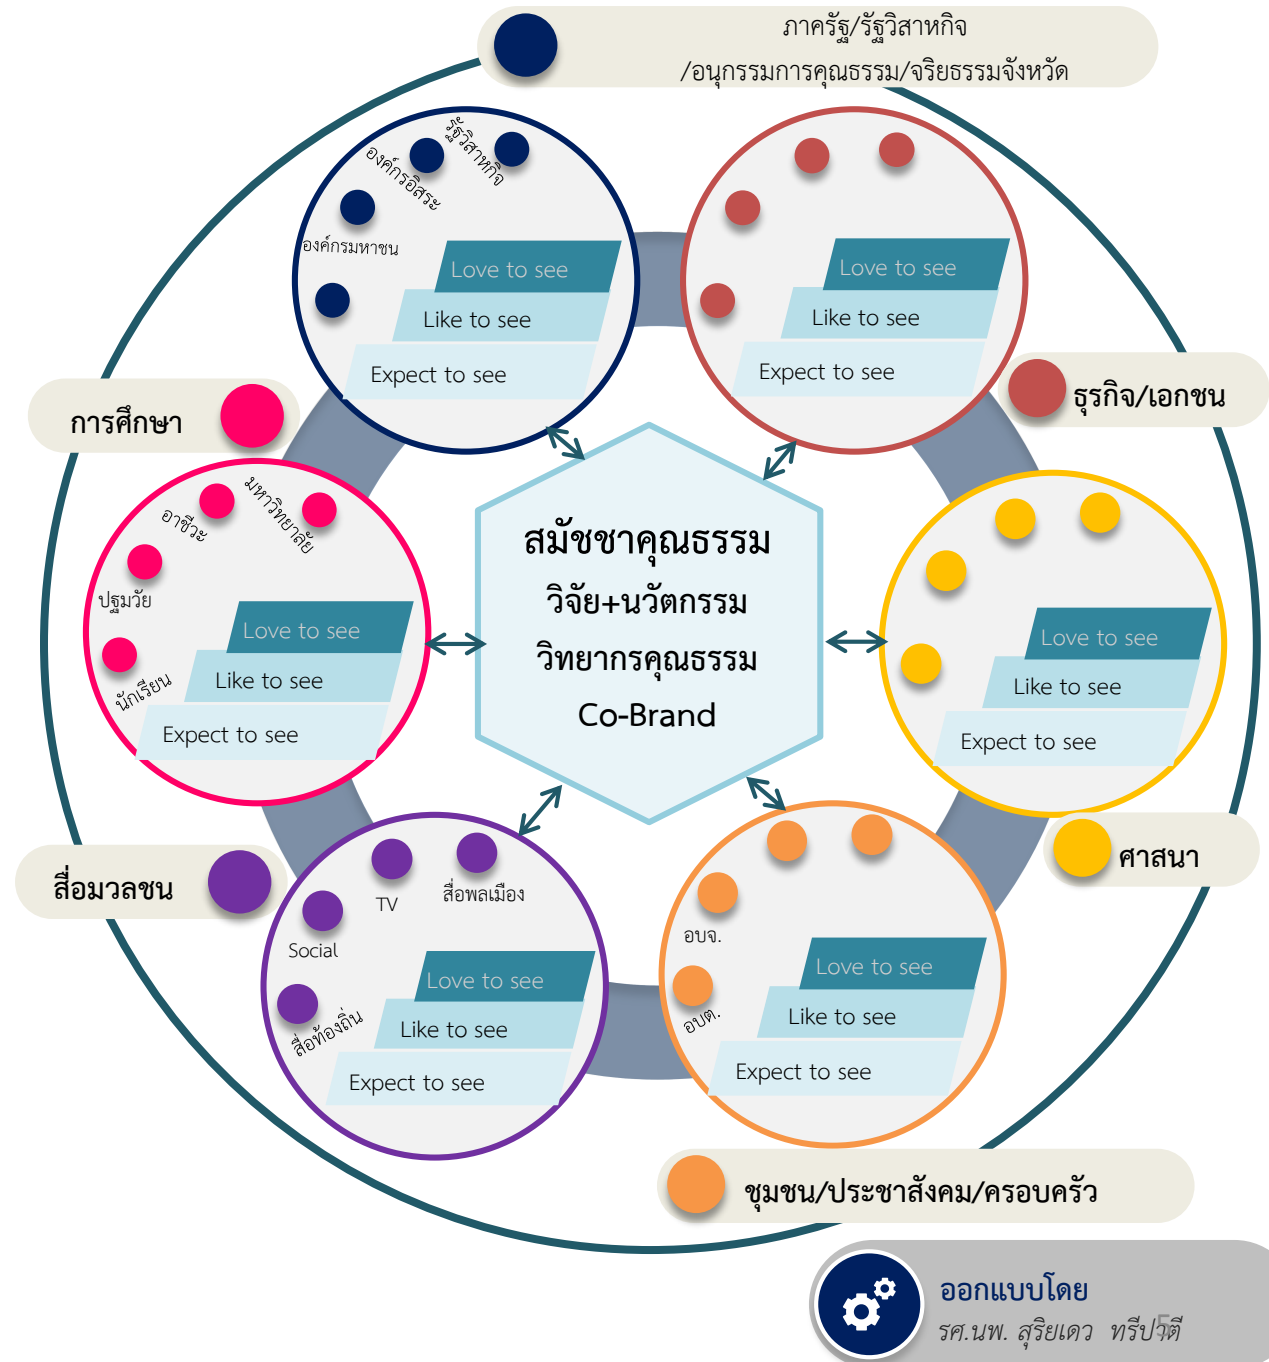 ภาครัฐ/รัฐวิสาหกิจ
/อนุกรรมการคุณธรรม/จริยธรรมจังหวัด
รัฐวิสาหกิจ
องค์กรอิสระ
องค์กรมหาชน
Love to see
Like to see
Expect to see
Love to see
Like to see
Expect to see
ธุรกิจ/เอกชน
การศึกษา
มหาวิทยาลัย
อาชีวะ
ปฐมวัย
นักเรียน
Love to see
Like to see
Expect to see
สมัชชาคุณธรรม
วิจัย+นวัตกรรม
วิทยากรคุณธรรม
Co-Brand
Love to see
Like to see
Expect to see
ศาสนา
สื่อมวลชน
สื่อพลเมือง
TV
Social
สื่อท้องถิ่น
Love to see
Like to see
Expect to see
อบจ.
อบต.
Love to see
Like to see
Expect to see
ชุมชน/ประชาสังคม/ครอบครัว
ออกแบบโดย
รศ.นพ. สุริยเดว ทรีปาตี
5